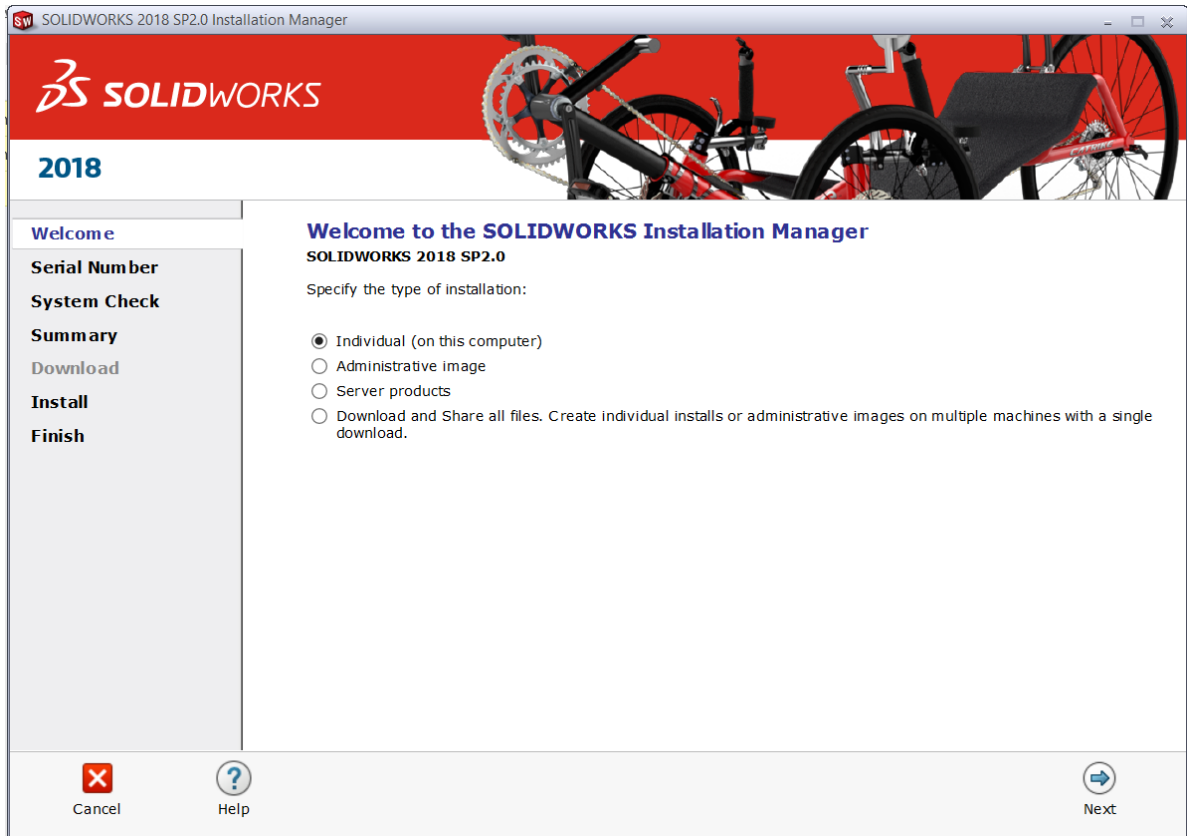 SOLIDWORKS 2018 SP2.0 Installation Manager
SOLIDWORKS
2018
Welcome
Serial Number
System Check
Summary
Download
Install
Finish
Welcome to the SOLIDWORKS Installation Manager
SOLIDWORKS 2018 SP2.0
Specify the type of installation:
Individual (on this computer)
Administrative image
Server products
Download and Share all files. Create individual installs or administrative images on multiple machines with a single
download.
CATRIKE
Cancel
Help
Next